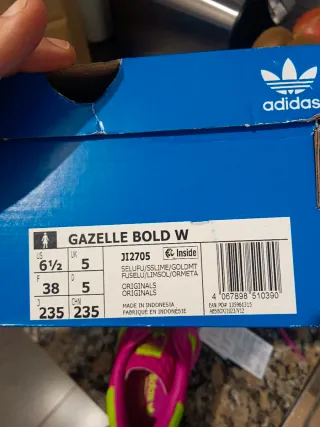 adidas
GAZELLE BOLD W
US UK
6½ 5
F D
38 5
J CHN
235 235
JI2705 Inside
SELUFU/SSLIME/GOLDMT
FUSELU/LIMSOL/ORMETA
ORIGINALS
ORIGINALS
MADE IN INDONESIA
FABRIQUE EN INDONESIE
4 067898 510390